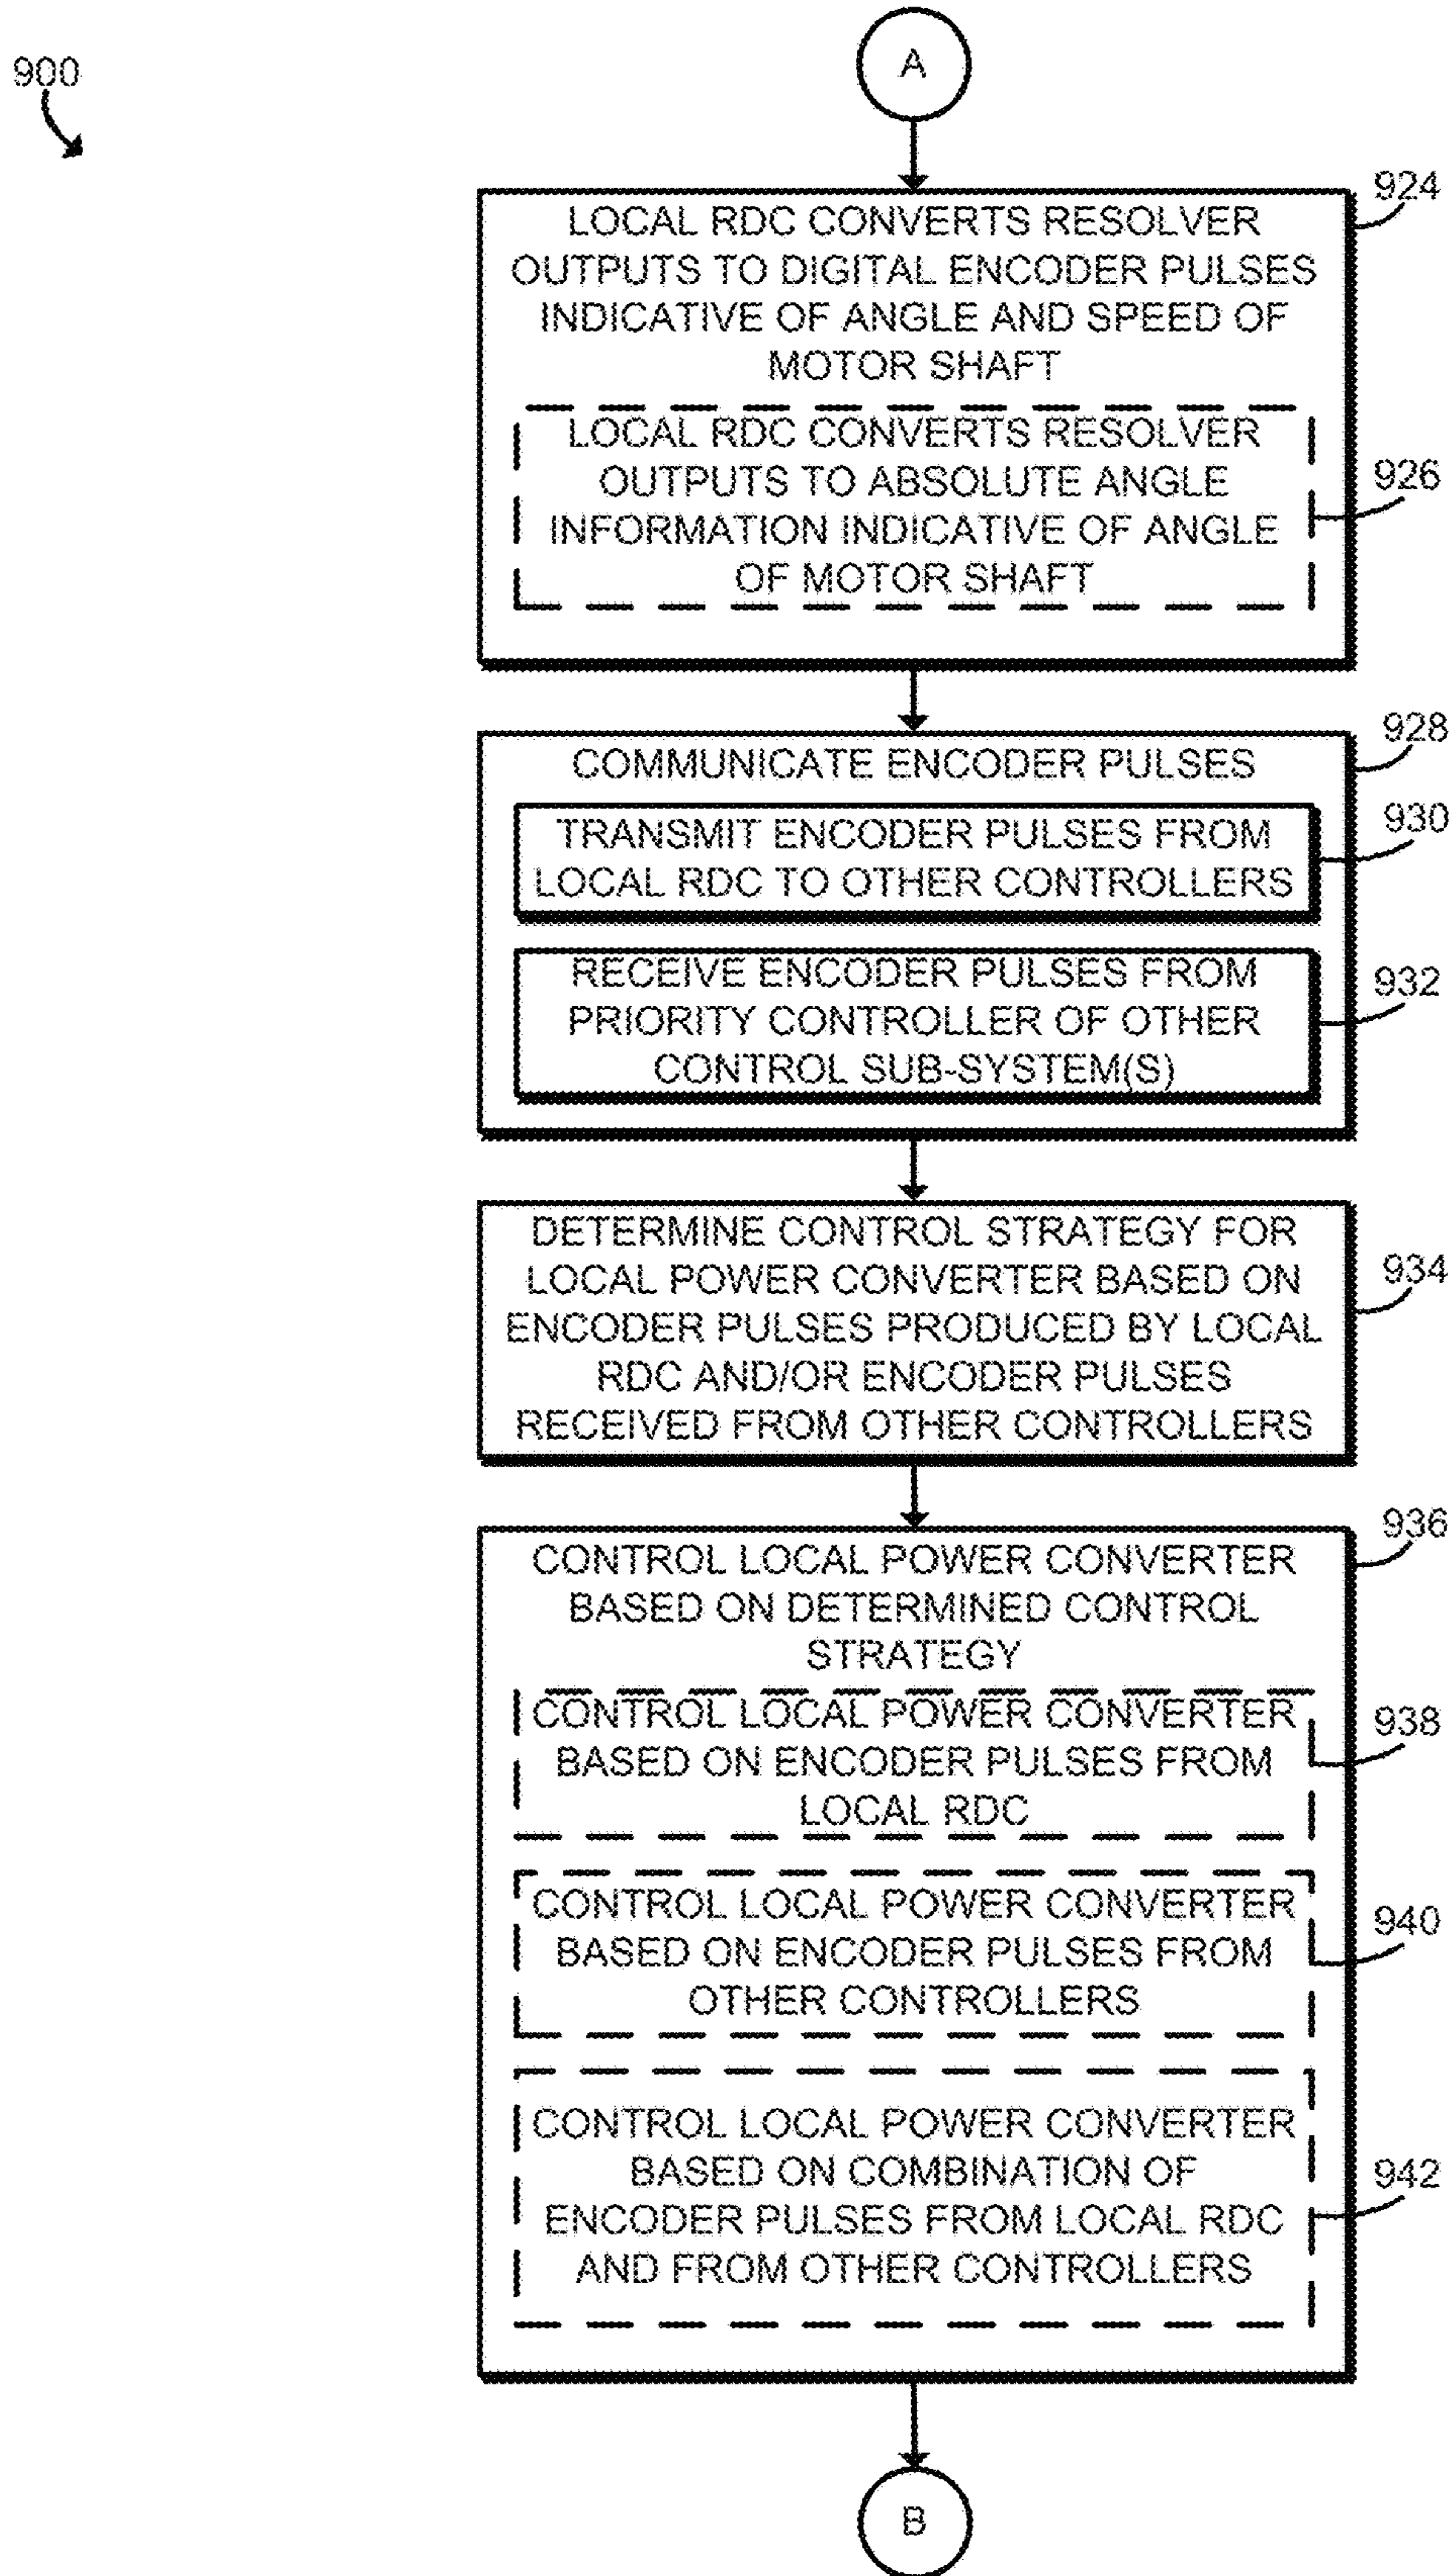 900
A
924
LOCAL RDC CONVERTS RESOLVER
OUTPUTS TO DIGITAL ENCODER PULSES
INDICATIVE OF ANGLE AND SPEED OF
MOTOR SHAFT
LOCAL RDC CONVERTS RESOLVER
OUTPUTS TO ABSOLUTE ANGLE
INFORMATION INDICATIVE OF ANGLE
OF MOTOR SHAFT
926
928
COMMUNICATE ENCODER PULSES
930
TRANSMIT ENCODER PULSES FROM
LOCAL RDC TO OTHER CONTROLLERS
RECEIVE ENCODER PULSES FROM
PRIORITY CONTROLLER OF OTHER
CONTROL SUB-SYSTEM(S)
932
DETERMINE CONTROL STRATEGY FOR
LOCAL POWER CONVERTER BASED ON
ENCODER PULSES PRODUCED BY LOCAL
RDC AND/OR ENCODER PULSES
RECEIVED FROM OTHER CONTROLLERS
934
936
CONTROL LOCAL POWER CONVERTER
BASED ON DETERMINED CONTROL
STRATEGY
CONTROL LOCAL POWER CONVERTER
BASED ON ENCODER PULSES FROM
LOCAL RDC
938
CONTROL LOCAL POWER CONVERTER
BASED ON ENCODER PULSES FROM
OTHER CONTROLLERS
940
CONTROL LOCAL POWER CONVERTER
BASED ON COMBINATION OF
ENCODER PULSES FROM LOCAL RDC
AND FROM OTHER CONTROLLERS
942
B